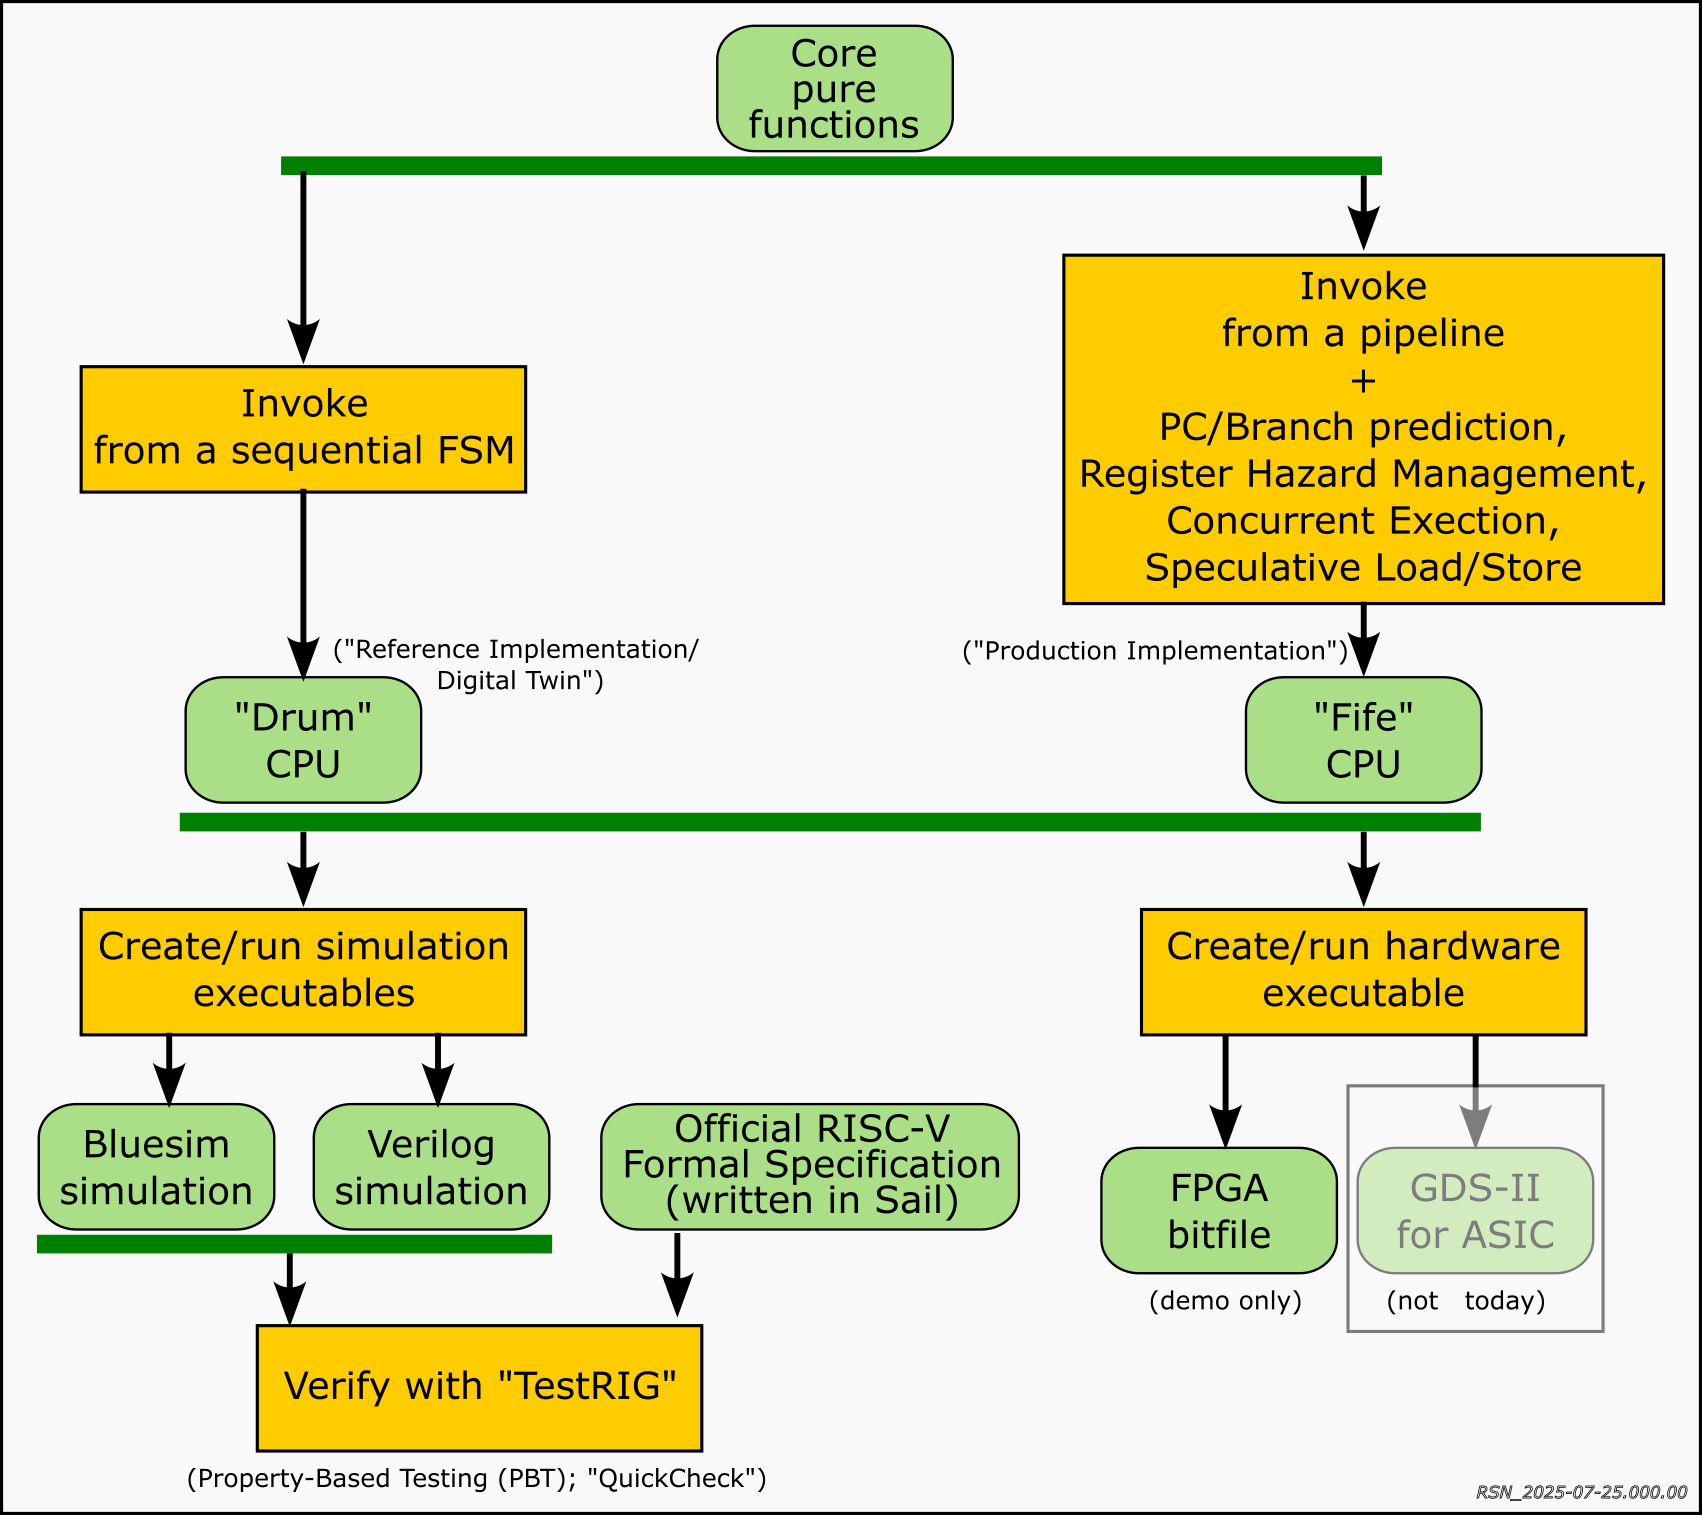 Core
pure
functions
Invoke
from a sequential FSM
Invoke
from a pipeline
+
PC/Branch prediction,
Register Hazard Management,
Concurrent Exection,
Speculative Load/Store
("Reference Implementation/
Digital Twin")
("Production Implementation")
"Drum"
CPU
"Fife"
CPU
Create/run simulation
executables
Create/run hardware
executable
Bluesim
simulation
Verilog
simulation
Official RISC-V
Formal Specification
(written in Sail)
FPGA
bitfile
(demo only)
GDS-II
for ASIC
(not today)
Verify with "TestRIG"
(Property-Based Testing (PBT); "QuickCheck")
RSN_2025-07-25.000.00